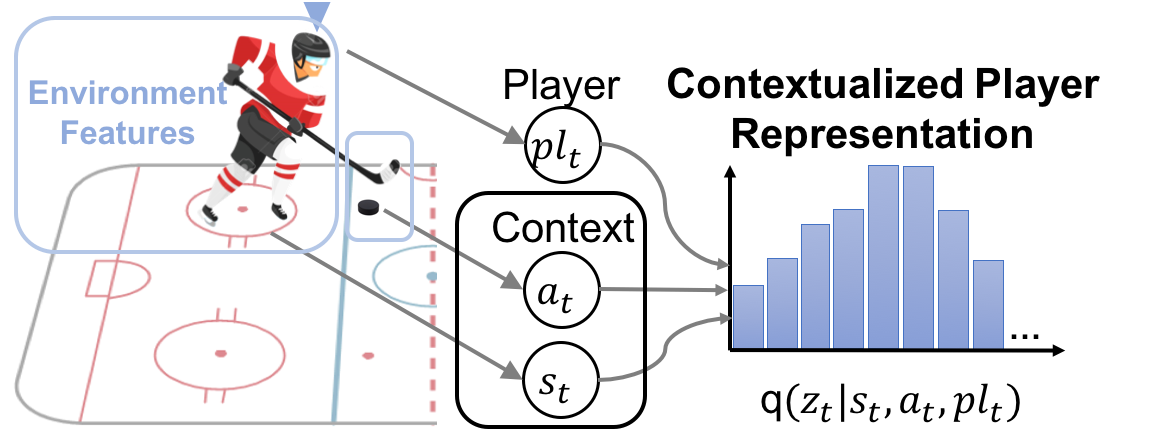 Environment
Features
Player
pl_t
Context
a_t
s_t
Contextualized Player
Representation
...
q(z_t|s_t, a_t, pl_t)